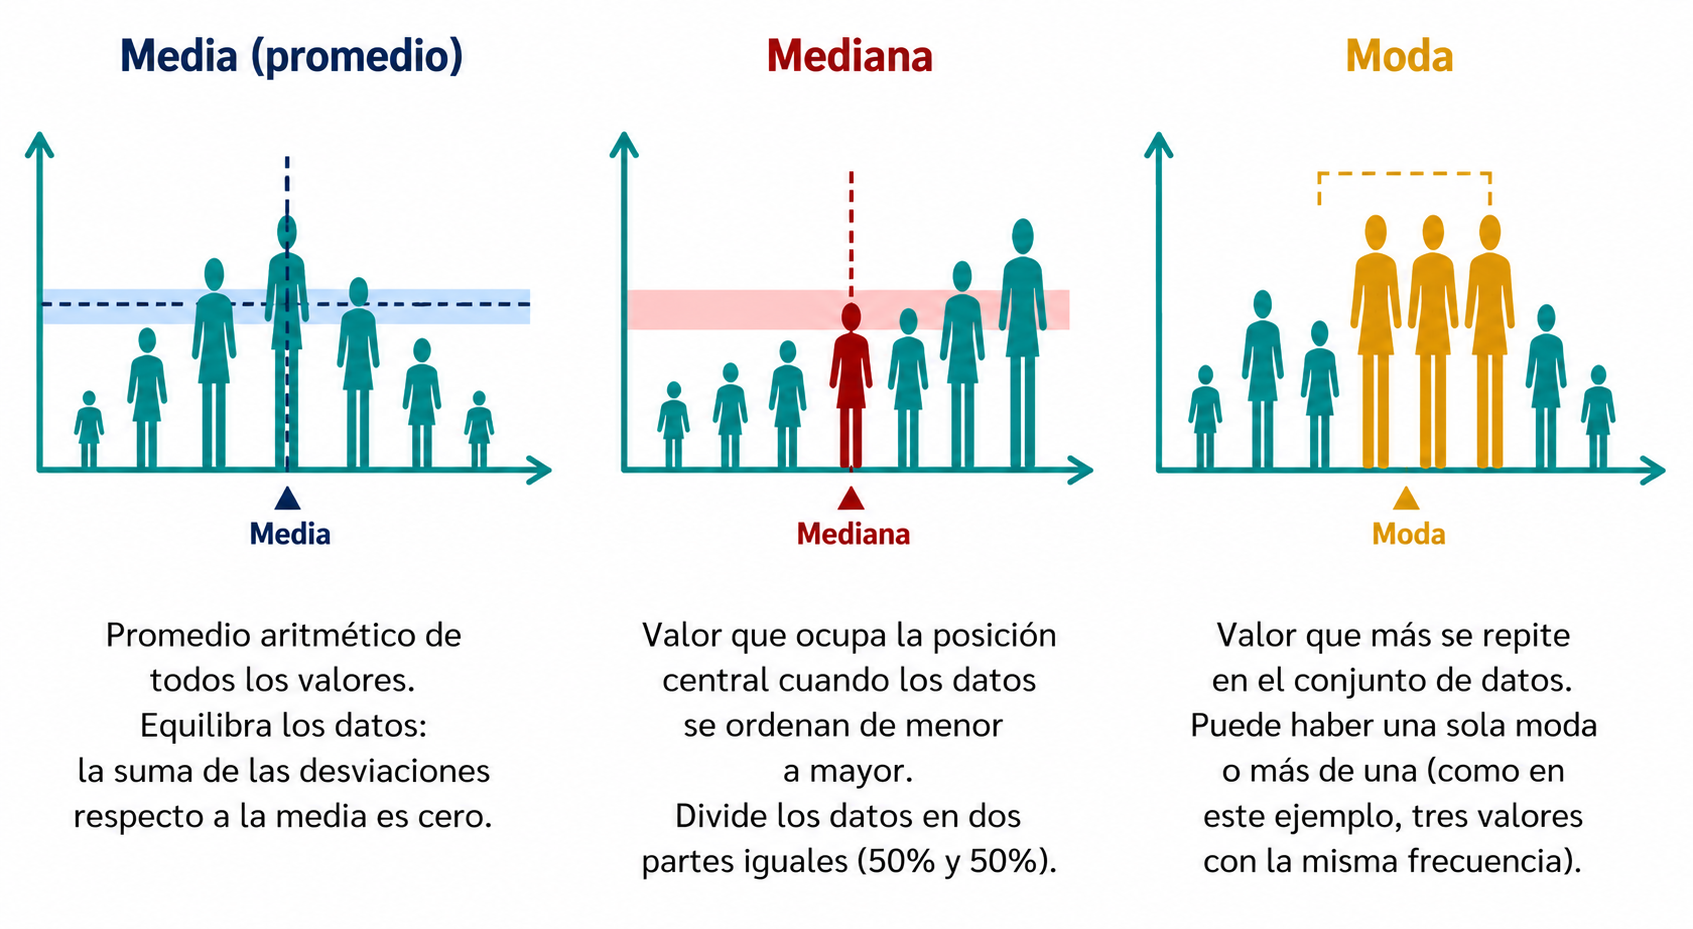 Media (promedio)
Media
Promedio aritmético de
todos los valores.
Equilibra los datos:
la suma de las desviaciones
respecto a la media es cero.
Mediana
Mediana
Valor que ocupa la posición
central cuando los datos
se ordenan de menor
a mayor.
Divide los datos en dos
partes iguales (50% y 50%).
Moda
Moda
Valor que más se repite
en el conjunto de datos.
Puede haber una sola moda
o más de una (como en
este ejemplo, tres valores
con la misma frecuencia).